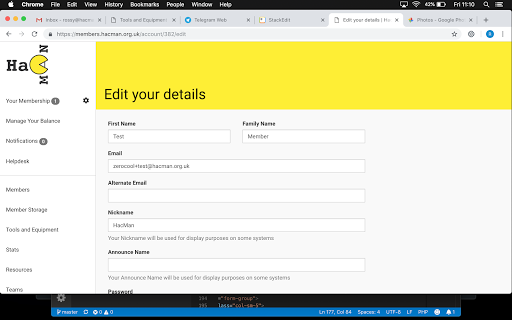 Chrome File Edit View History Bookmarks People Window Help 42% Fri 11:10
Inbox - rossy@hacm Tools and Equipment Telegram Web StackEdit Edit your details | Ha Photos - Google Pho
https://members.hacman.org.uk/account/382/edit
HaC MAN
Edit your details
Your Membership 1
Manage Your Balance
Notifications 0
Helpdesk
Members
Member Storage
Tools and Equipment
Stats
Resources
Teams
First Name Family Name
Test Member
Email
zerocool+test@hacman.org.uk
Alternate Email
Nickname
HacMan
Your Nickname will be used for display purposes on some systems
Announce Name
Your Announce Name will be used for display purposes on some systems
Password
194 ="form-group">
195 lass="col-sm-5">
master 0 0 Ln 177, Col 84 Spaces: 4 UTF-8 LF PHP 1